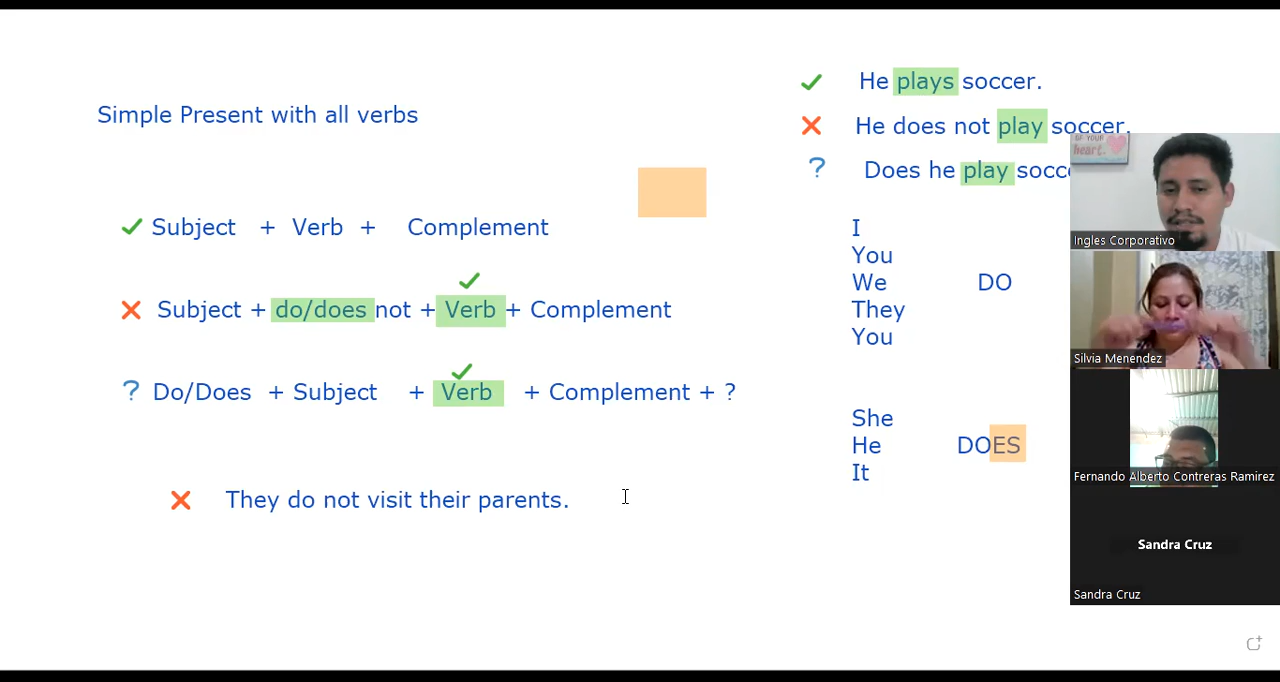 Simple Present with all verbs
Subject + Verb + Complement
Subject + do/does not + Verb + Complement
? Do/Does + Subject + Verb + Complement + ?
They do not visit their parents.
He plays soccer.
He does not play soccer.
? Does he play socc
I
You
We DO
They
You
She
He DOES
It
OF YOUR
heart.
Ingles Corporativo
Silvia Menendez
Fernando Alberto Contreras Ramirez
Sandra Cruz
Sandra Cruz